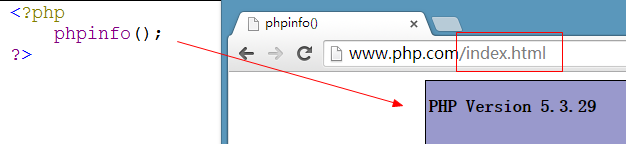 <?php
phpinfo();
?>
phpinfo()
www.php.com/index.html
PHP Version 5.3.29